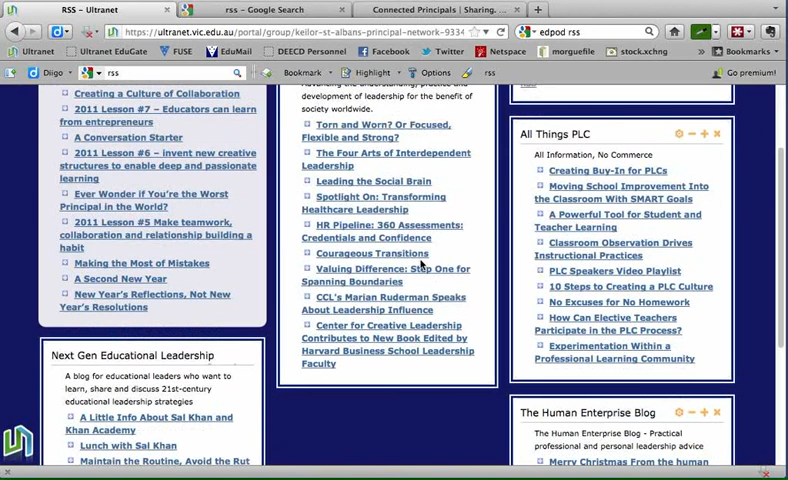 RSS - Ultranet
rss - Google Search
Connected Principals | Sharing. ...
https://ultranet.vic.edu.au/portal/group/keilor-st-albans-principal-network-9334
edpod rss
Ultranet
Ultranet EduGate
FUSE
EduMail
DEECD Personnel
Facebook
Twitter
Netspace
morguefile
stock.xchng
Bookmarks
Diigo
rss
Bookmark
Highlight
Options
rss
Go premium!
Creating a Culture of Collaboration
2011 Lesson #7 – Educators can learn
from entrepreneurs
A Conversation Starter
2011 Lesson #6 – invent new creative
structures to enable deep and passionate
learning
Ever Wonder if You're the Worst
Principal in the World?
2011 Lesson #5 Make teamwork,
collaboration and relationship building a
habit
Making the Most of Mistakes
A Second New Year
New Year's Reflections, Not New
Year's Resolutions
Next Gen Educational Leadership
A blog for educational leaders who want to
learn, share and discuss 21st-century
educational leadership strategies
A Little Info About Sal Khan and
Khan Academy
Lunch with Sal Khan
Maintain the Routine, Avoid the Rut
development of leadership for the benefit of
society worldwide.
Torn and Worn? Or Focused,
Flexible and Strong?
The Four Arts of Interdependent
Leadership
Leading the Social Brain
Spotlight On: Transforming
Healthcare Leadership
HR Pipeline: 360 Assessments:
Credentials and Confidence
Courageous Transitions
Valuing Difference: Step One for
Spanning Boundaries
CCL's Marian Ruderman Speaks
About Leadership Influence
Center for Creative Leadership
Contributes to New Book Edited by
Harvard Business School Leadership
Faculty
All Things PLC
All Information, No Commerce
Creating Buy-In for PLCs
Moving School Improvement Into
the Classroom With SMART Goals
A Powerful Tool for Student and
Teacher Learning
Classroom Observation Drives
Instructional Practices
PLC Speakers Video Playlist
10 Steps to Creating a PLC Culture
No Excuses for No Homework
How Can Elective Teachers
Participate in the PLC Process?
Experimentation Within a
Professional Learning Community
The Human Enterprise Blog
The Human Enterprise Blog - Practical
professional and personal leadership advice
Merry Christmas From the human